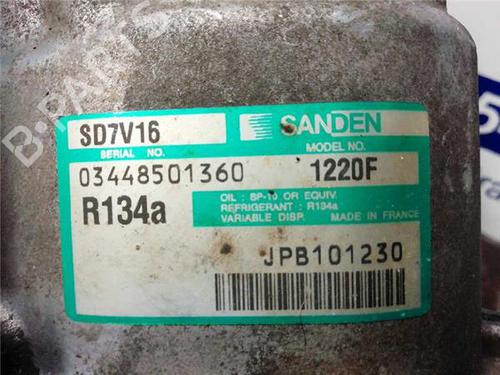 B-PARTS
SD7V16
SANDEN
SERIAL NO.
MODEL NO.
03448501360
1220F
R134a
OIL : SP-10 OR EQUIV.
REFRIGERANT : R134a
VARIABLE DISP. MADE IN FRANCE
JPB101230